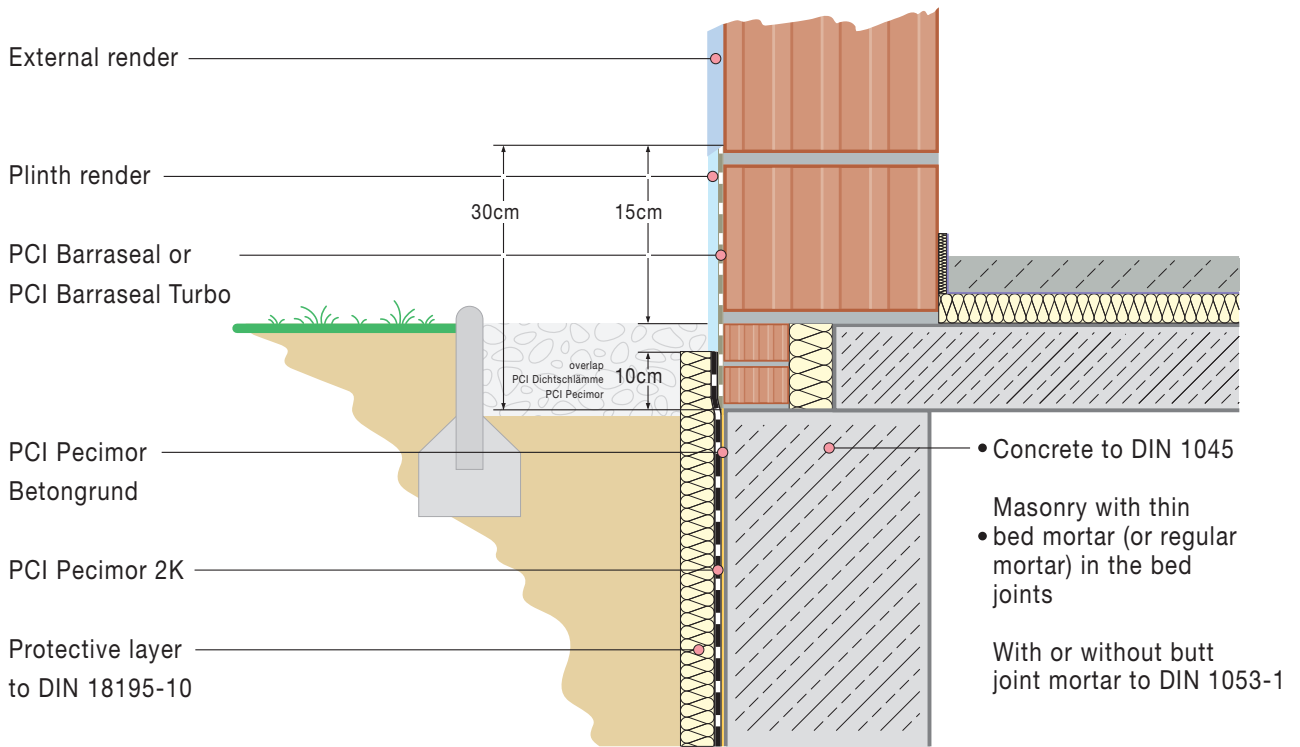 External render
Plinth render
30cm
15cm
PCI Barraseal or
PCI Barraseal Turbo
overlap
PCI Dichtschlämme
PCI Pecimor
10cm
PCI Pecimor
Betongrund
PCI Pecimor 2K
Protective layer
to DIN 18195-10
• Concrete to DIN 1045
Masonry with thin
• bed mortar (or regular
mortar) in the bed
joints
With or without butt
joint mortar to DIN 1053-1